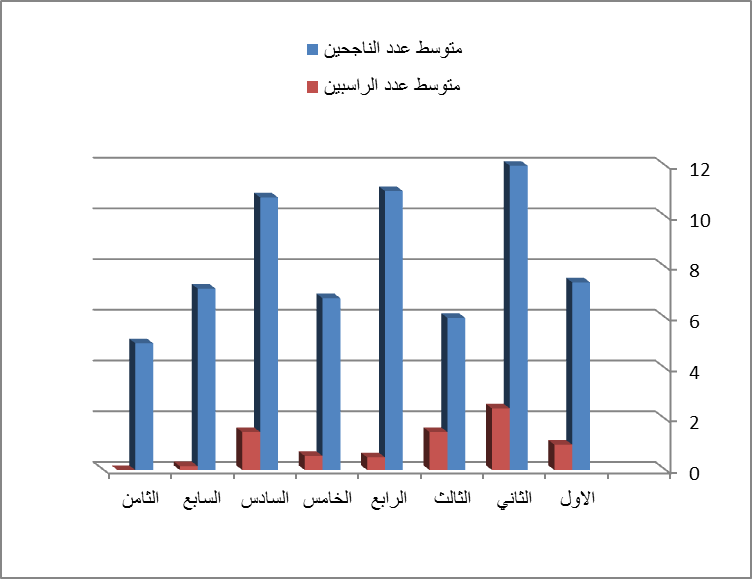 متوسط عدد الناجحين
متوسط عدد الراسبين
12
10
8
6
4
2
0
الاول الثاني الثالث الرابع الخامس السادس السابع الثامن